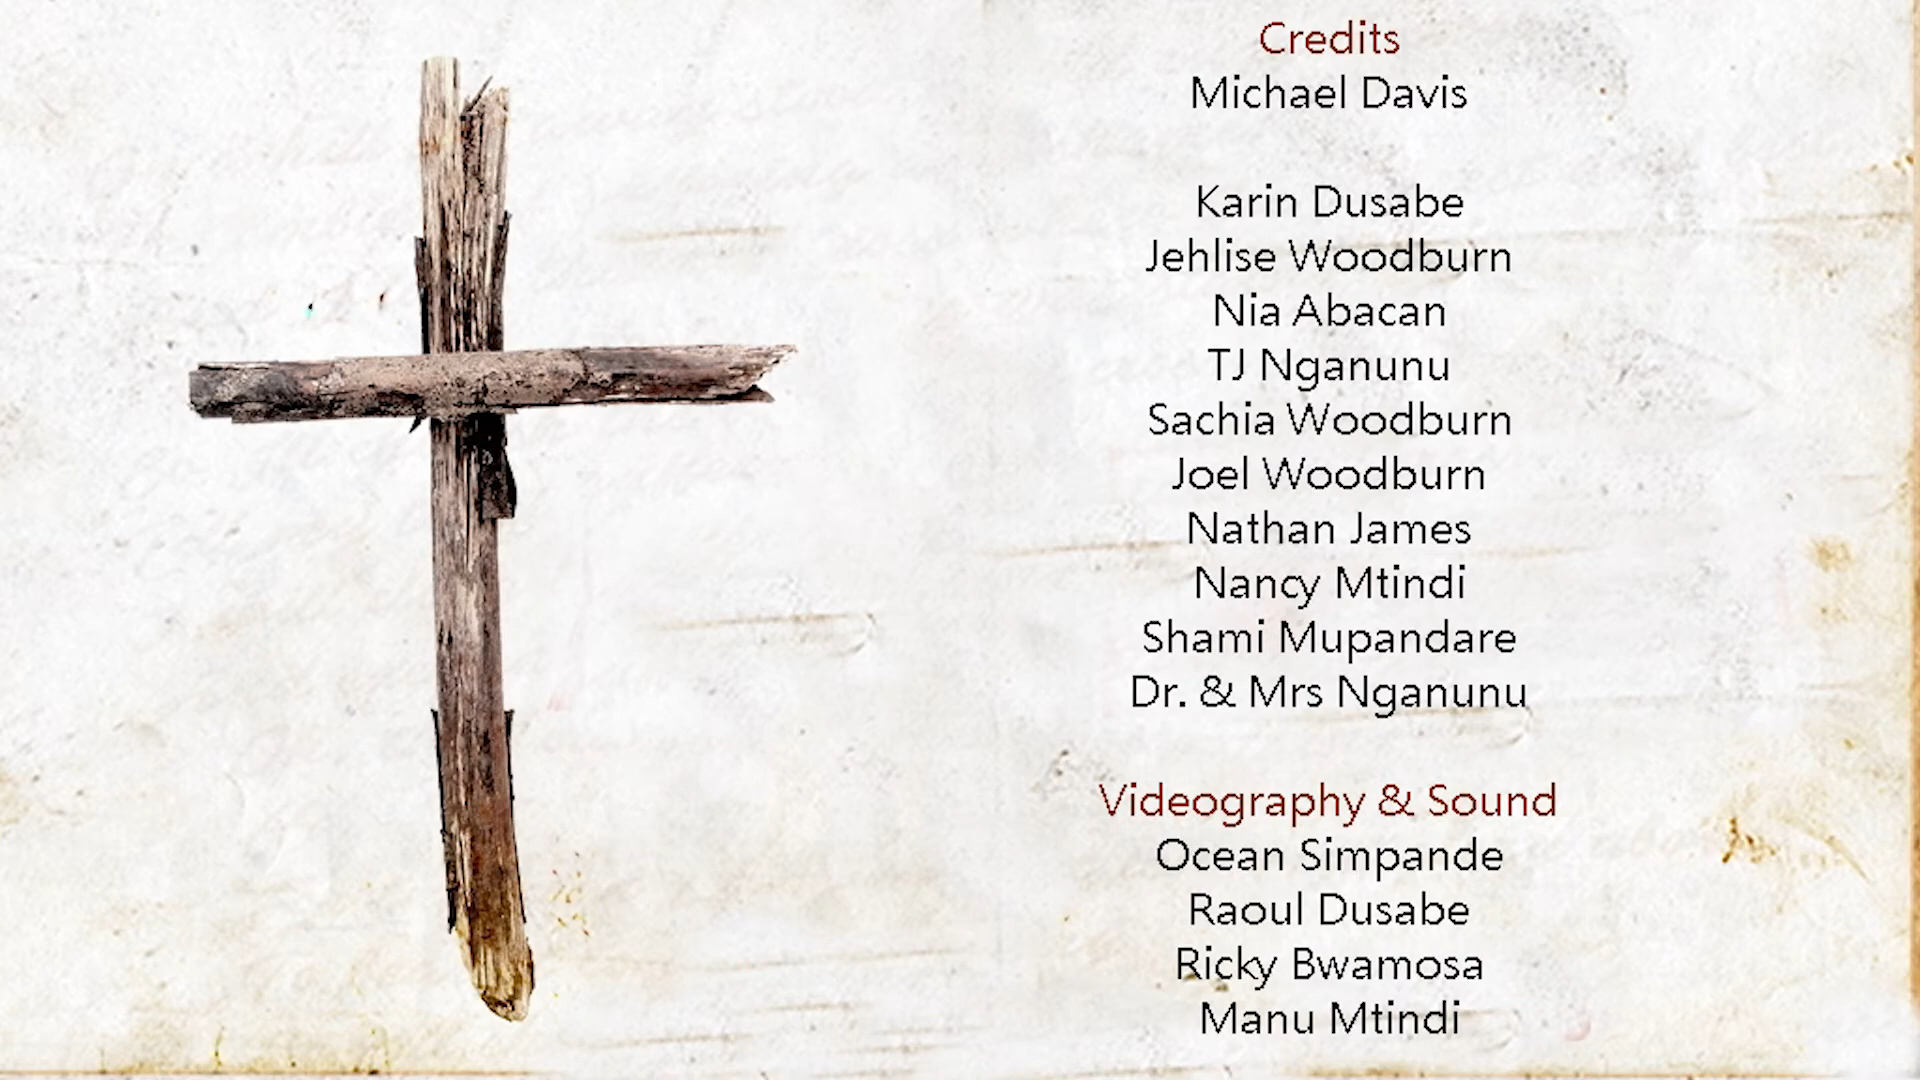 Credits
Michael Davis
Karin Dusabe
Jehlise Woodburn
Nia Abacan
TJ Nganunu
Sachia Woodburn
Joel Woodburn
Nathan James
Nancy Mtindi
Shami Mupandare
Dr. & Mrs Nganunu
Videography & Sound
Ocean Simpande
Raoul Dusabe
Ricky Bwamosa
Manu Mtindi